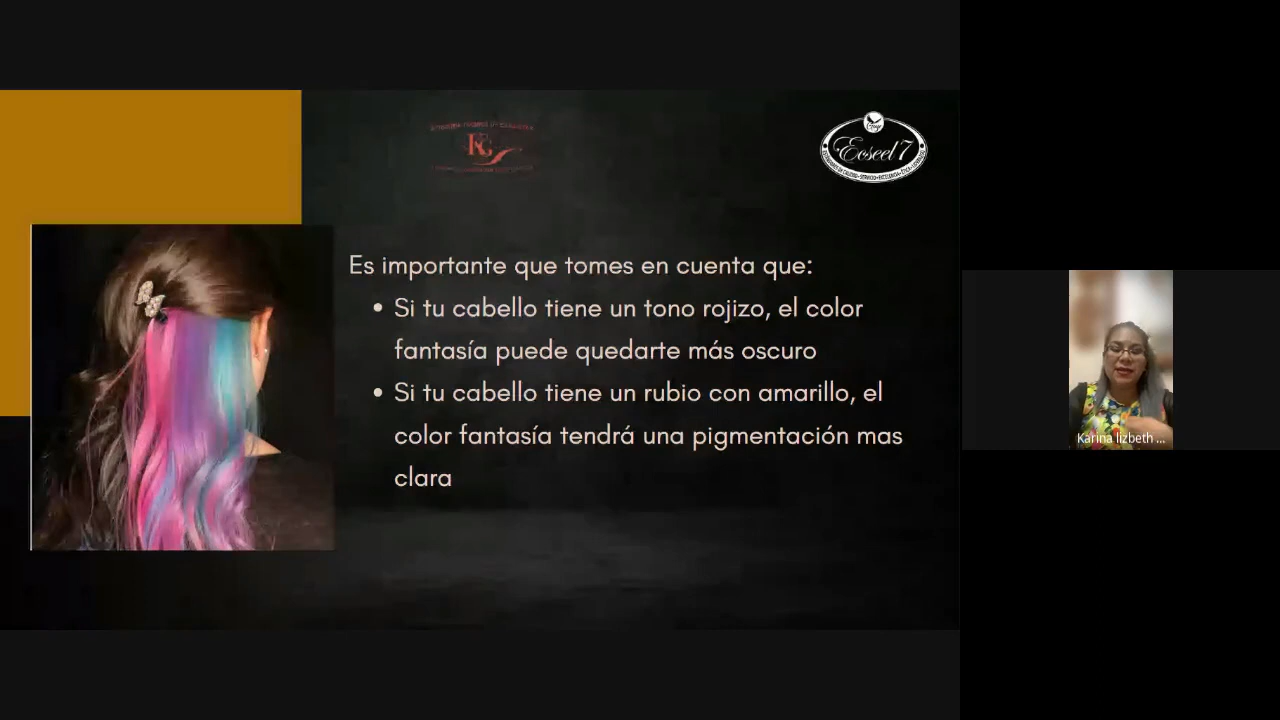 Ecseel7
Es importante que tomes en cuenta que:
• Si tu cabello tiene un tono rojizo, el color
fantasía puede quedarte más oscuro
• Si tu cabello tiene un rubio con amarillo, el
color fantasía tendrá una pigmentación mas
clara
Karina lizbeth ...